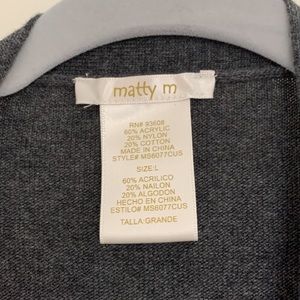 matty m
RN# 93608
60% ACRYLIC
20% NYLON
20% COTTON
MADE IN CHINA
STYLE# MS6077CUS
SIZE:L
60% ACRILICO
20% NAILON
20% ALGODON
HECHO EN CHINA
ESTILO# MS6077CUS
TALLA:GRANDE